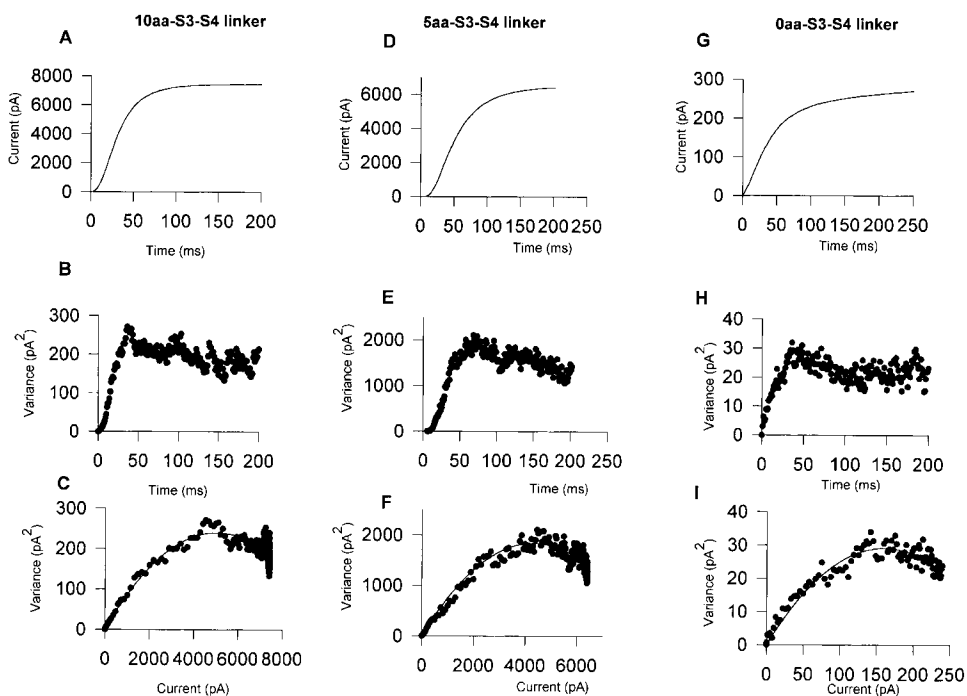 10aa-S3-S4 linker
5aa-S3-S4 linker
0aa-S3-S4 linker
A
Current (pA)
8000
6000
4000
2000
0
0 50 100 150 200
Time (ms)
D
Current (pA)
6000
4000
2000
0
0 50 100 150 200 250
Time (ms)
G
Current (pA)
300
200
100
0
0 50 100 150 200 250
Time (ms)
B
Variance (pA²)
300
200
100
0
0 50 100 150 200
Time (ms)
E
Variance (pA²)
2000
1000
0
0 50 100 150 200 250
Time (ms)
H
Variance (pA²)
40
30
20
10
0
0 50 100 150 200
Time (ms)
C
Variance (pA²)
300
200
100
0
0 2000 4000 6000 8000
Current (pA)
F
Variance (pA²)
2000
1000
0
0 2000 4000 6000
Current (pA)
I
Variance (pA²)
40
30
20
10
0
0 50 100 150 200 250
Current (pA)